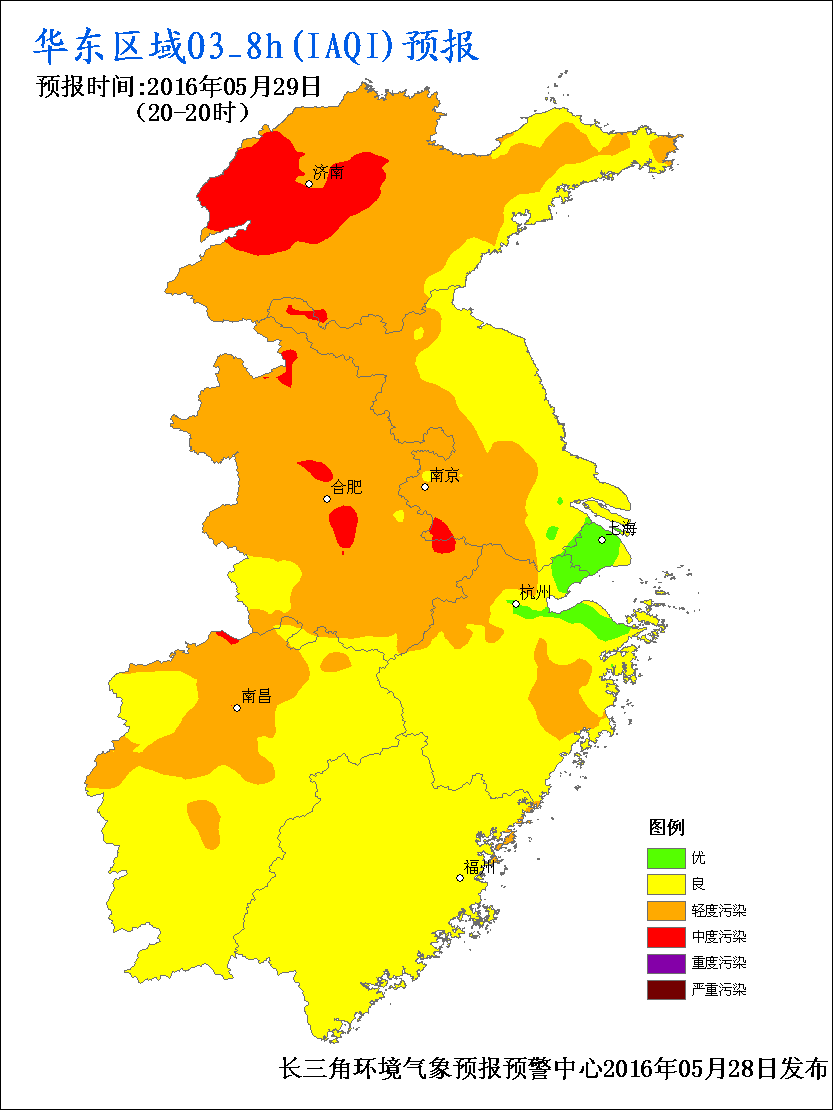 华东区域O3_8h(IAQI)预报
预报时间:2016年05月29日
(20-20时)
济南
南京
合肥
上海
杭州
南昌
福州
图例
优
良
轻度污染
中度污染
重度污染
严重污染
长三角环境气象预报预警中心2016年05月28日发布